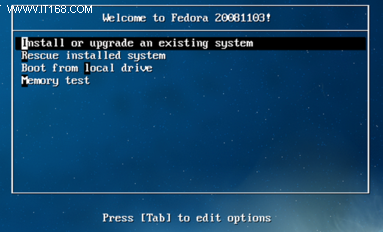 www.IT168.com
Welcome to Fedora 20081103!
Install or upgrade an existing system
Rescue installed system
Boot from local drive
Memory test
Press [Tab] to edit options